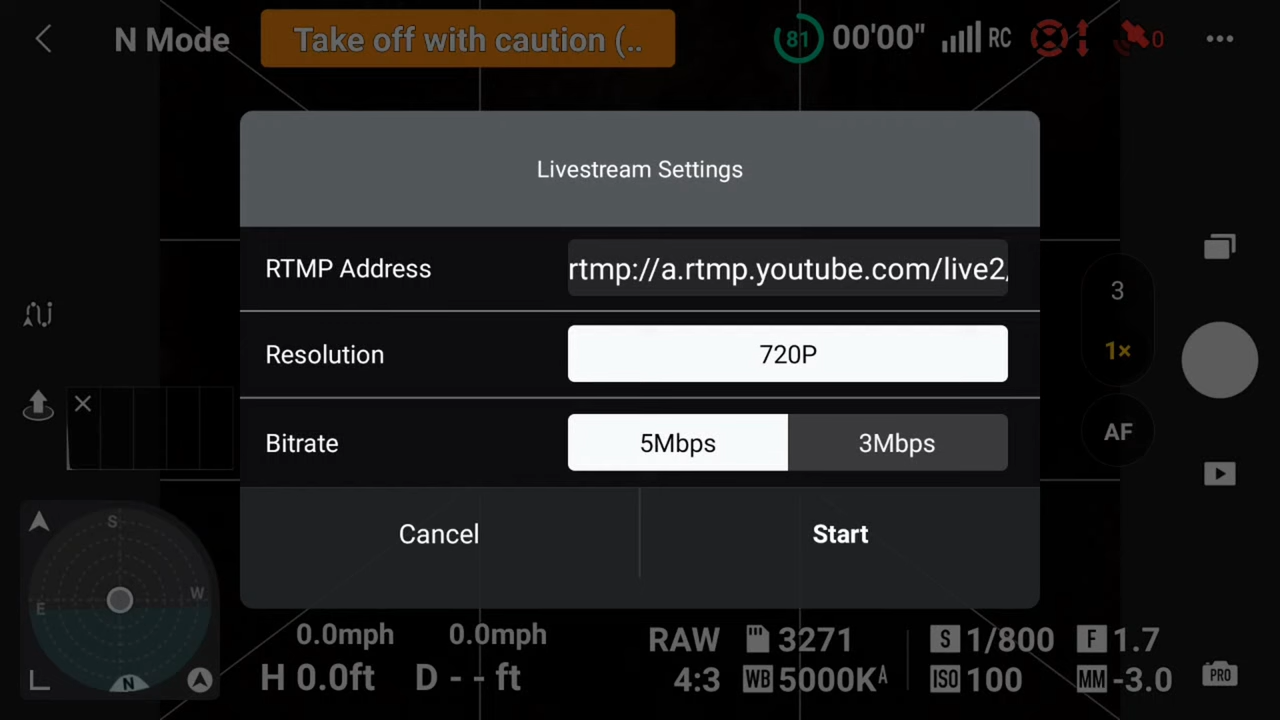 N Mode
Take off with caution (..
81
00'00"
RC
0
Livestream Settings
RTMP Address
rtmp://a.rtmp.youtube.com/live2/
Resolution
720P
Bitrate
5Mbps
3Mbps
Cancel
Start
3
1×
AF
S
W
E
N
0.0mph
0.0mph
H 0.0ft
D - - ft
RAW
3271
4:3
WB 5000K A
S 1/800
F 1.7
ISO 100
MM -3.0
PRO